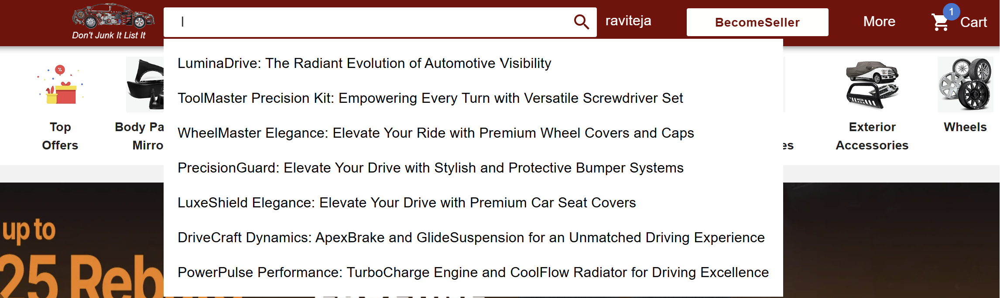 Don't Junk It List It
l
raviteja
BecomeSeller
More
1
Cart
LuminaDrive: The Radiant Evolution of Automotive Visibility
ToolMaster Precision Kit: Empowering Every Turn with Versatile Screwdriver Set
WheelMaster Elegance: Elevate Your Ride with Premium Wheel Covers and Caps
PrecisionGuard: Elevate Your Drive with Stylish and Protective Bumper Systems
LuxeShield Elegance: Elevate Your Drive with Premium Car Seat Covers
DriveCraft Dynamics: ApexBrake and GlideSuspension for an Unmatched Driving Experience
PowerPulse Performance: TurboCharge Engine and CoolFlow Radiator for Driving Excellence
%
Top
Offers
Body Pa
Mirro
es
Exterior
Accessories
Wheels
up to
25 Reb